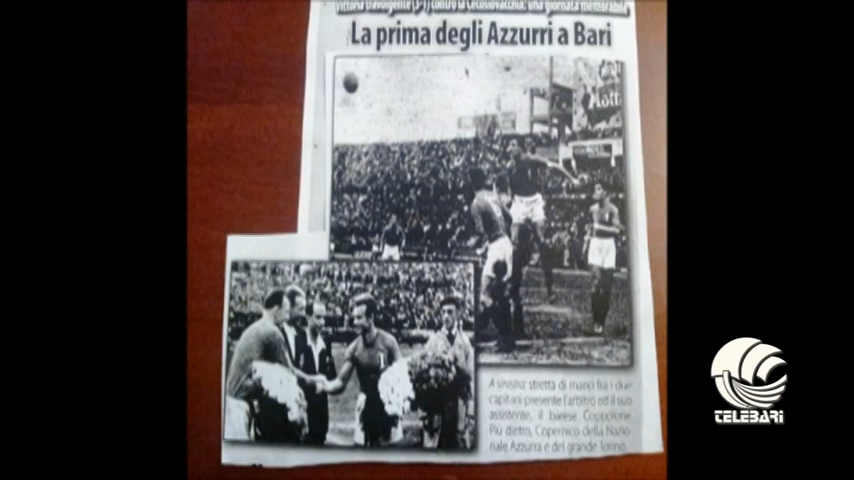 Vittoria travolgente (3-1) contro la Cecoslovacchia: una giornata memorabile
La prima degli Azzurri a Bari
A sinistra: stretta di mano fra i due
capitani presente l'arbitro ed il suo
assistente, il barese Coppolone.
Più dietro, Copernico della Nazio
nale Azzurra e del grande Torino.
TELEBARI